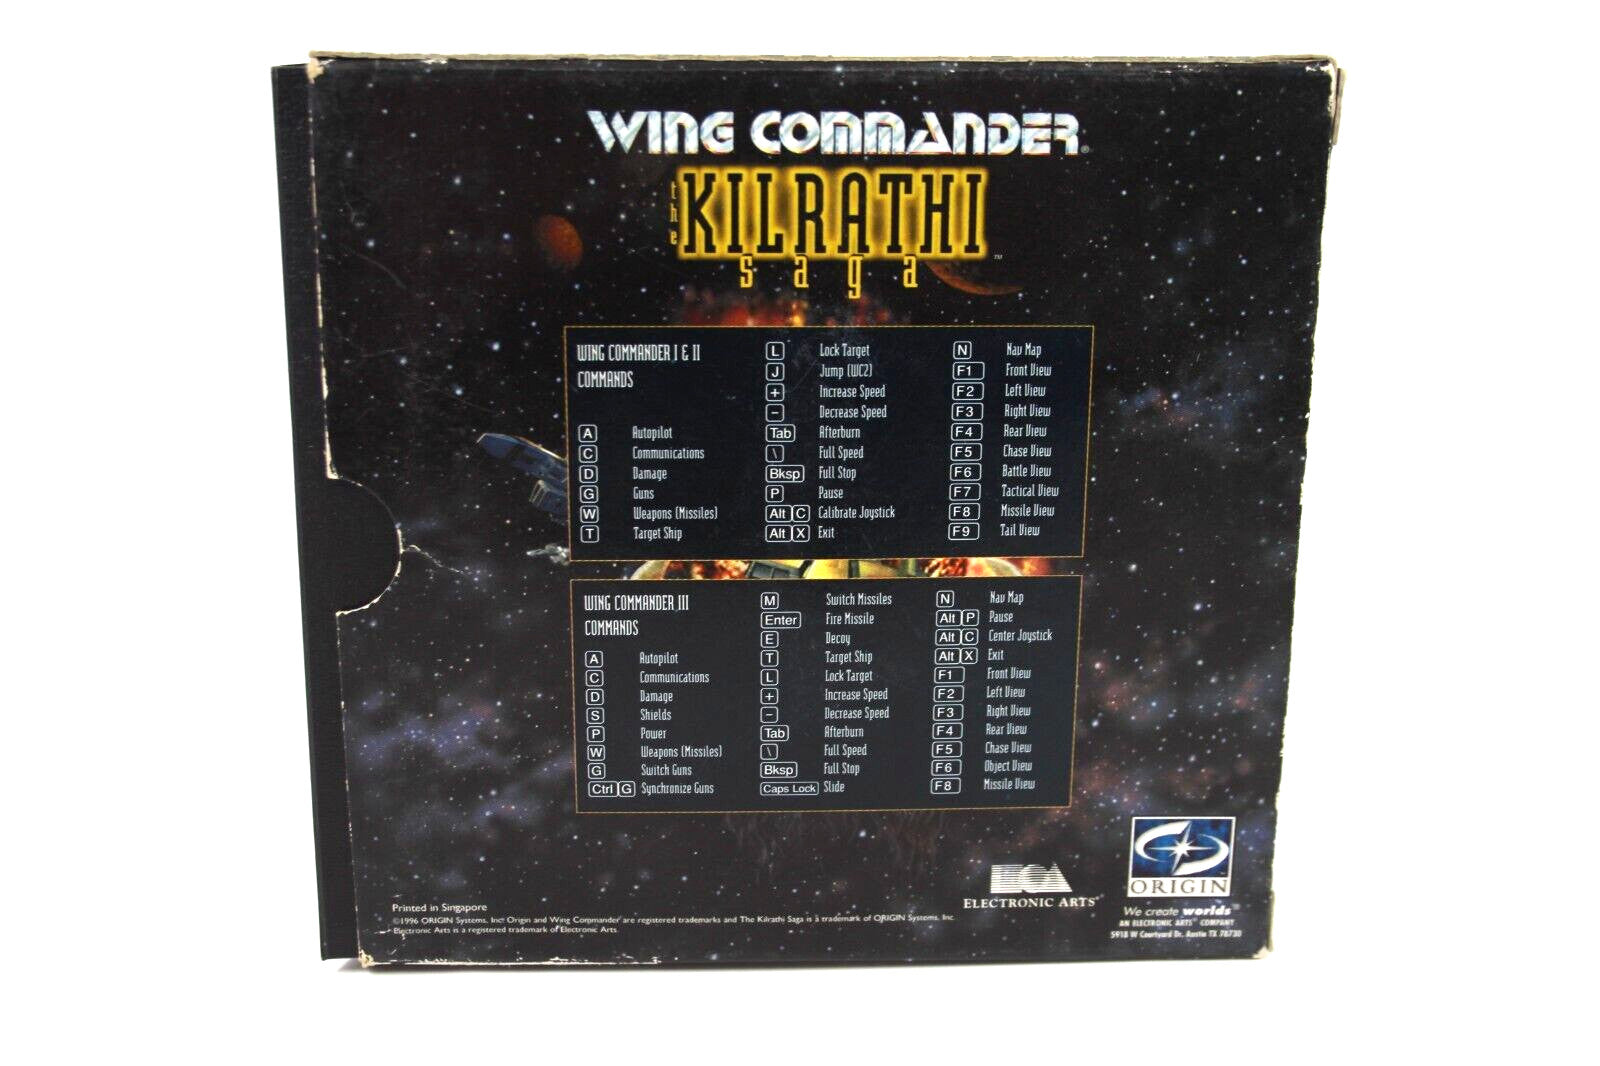 WING COMMANDER®
the KILRATHI saga™
WING COMMANDER I & II
COMMANDS
A Autopilot
C Communications
D Damage
G Guns
W Weapons (Missiles)
T Target Ship
L Lock Target
J Jump (WC2)
+ Increase Speed
− Decrease Speed
Tab Afterburn
\ Full Speed
Bksp Full Stop
P Pause
Alt C Calibrate Joystick
Alt X Exit
N Nav Map
F1 Front View
F2 Left View
F3 Right View
F4 Rear View
F5 Chase View
F6 Battle View
F7 Tactical View
F8 Missile View
F9 Tail View
WING COMMANDER III
COMMANDS
A Autopilot
C Communications
D Damage
S Shields
P Power
W Weapons (Missiles)
G Switch Guns
Ctrl G Synchronize Guns
M Switch Missiles
Enter Fire Missile
E Decoy
T Target Ship
L Lock Target
+ Increase Speed
− Decrease Speed
Tab Afterburn
\ Full Speed
Bksp Full Stop
Caps Lock Slide
N Nav Map
Alt P Pause
Alt C Center Joystick
Alt X Exit
F1 Front View
F2 Left View
F3 Right View
F4 Rear View
F5 Chase View
F6 Object View
F8 Missile View
Printed in Singapore
©1996 ORIGIN Systems, Inc. Origin and Wing Commander are registered trademarks and The Kilrathi Saga is a trademark of ORIGIN Systems, Inc.
Electronic Arts is a registered trademark of Electronic Arts.
ELECTRONIC ARTS®
ORIGIN
We create worlds™
AN ELECTRONIC ARTS® COMPANY
5918 W Courtyard Dr. Austin TX 78730